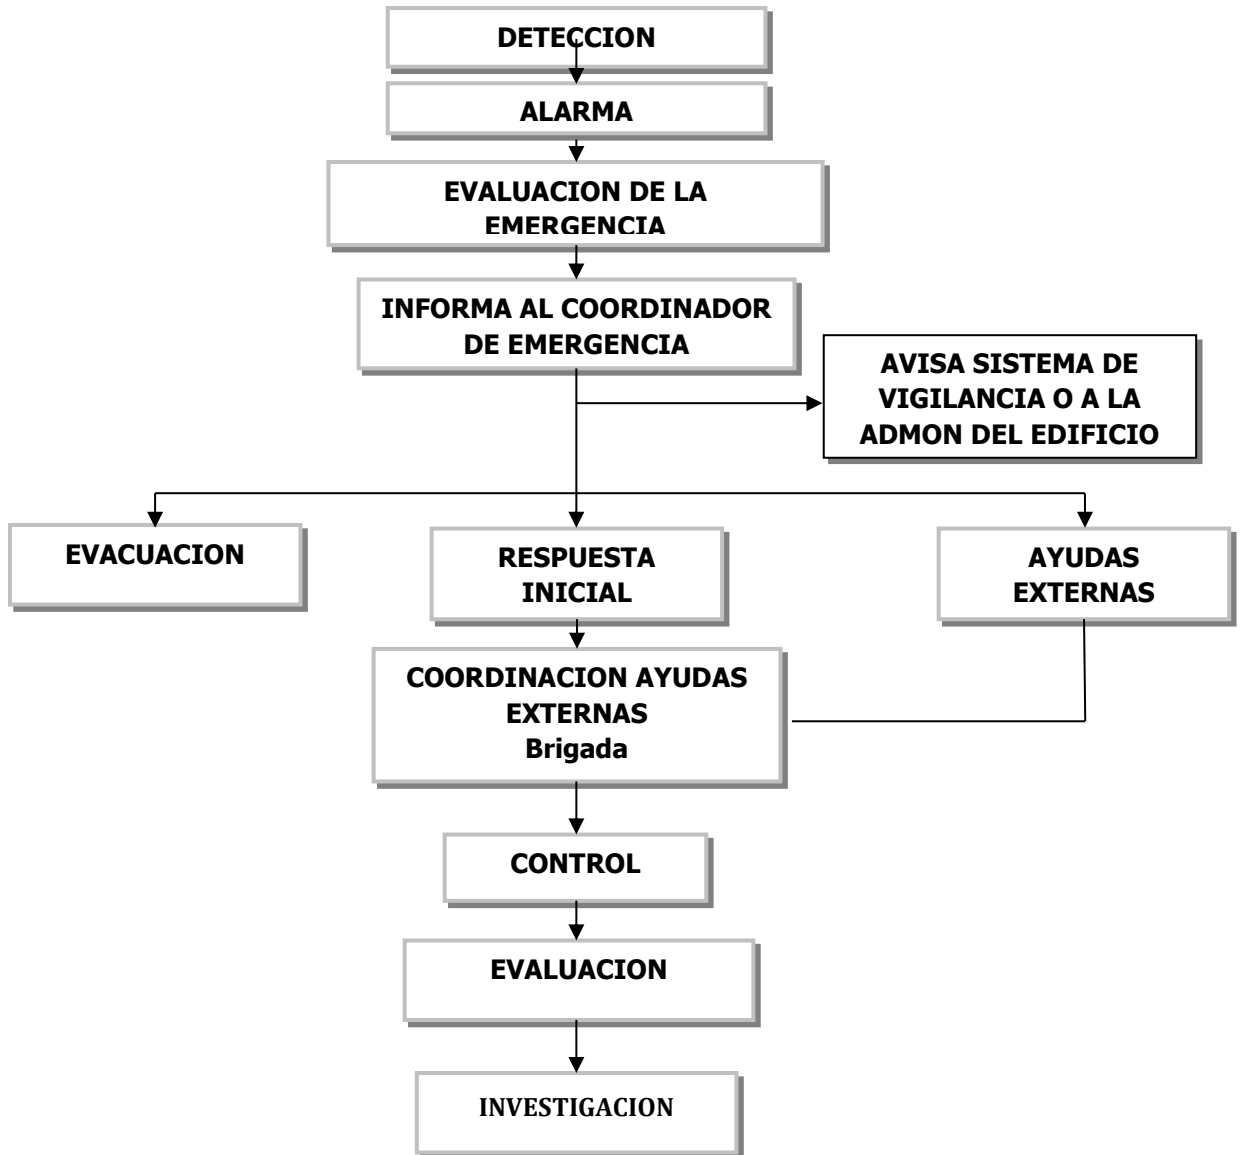 DETECCION
ALARMA
EVALUACION DE LA
EMERGENCIA
INFORMA AL COORDINADOR
DE EMERGENCIA
AVISA SISTEMA DE
VIGILANCIA O A LA
ADMON DEL EDIFICIO
EVACUACION
RESPUESTA
INICIAL
AYUDAS
EXTERNAS
COORDINACION AYUDAS
EXTERNAS
Brigada
CONTROL
EVALUACION
INVESTIGACION